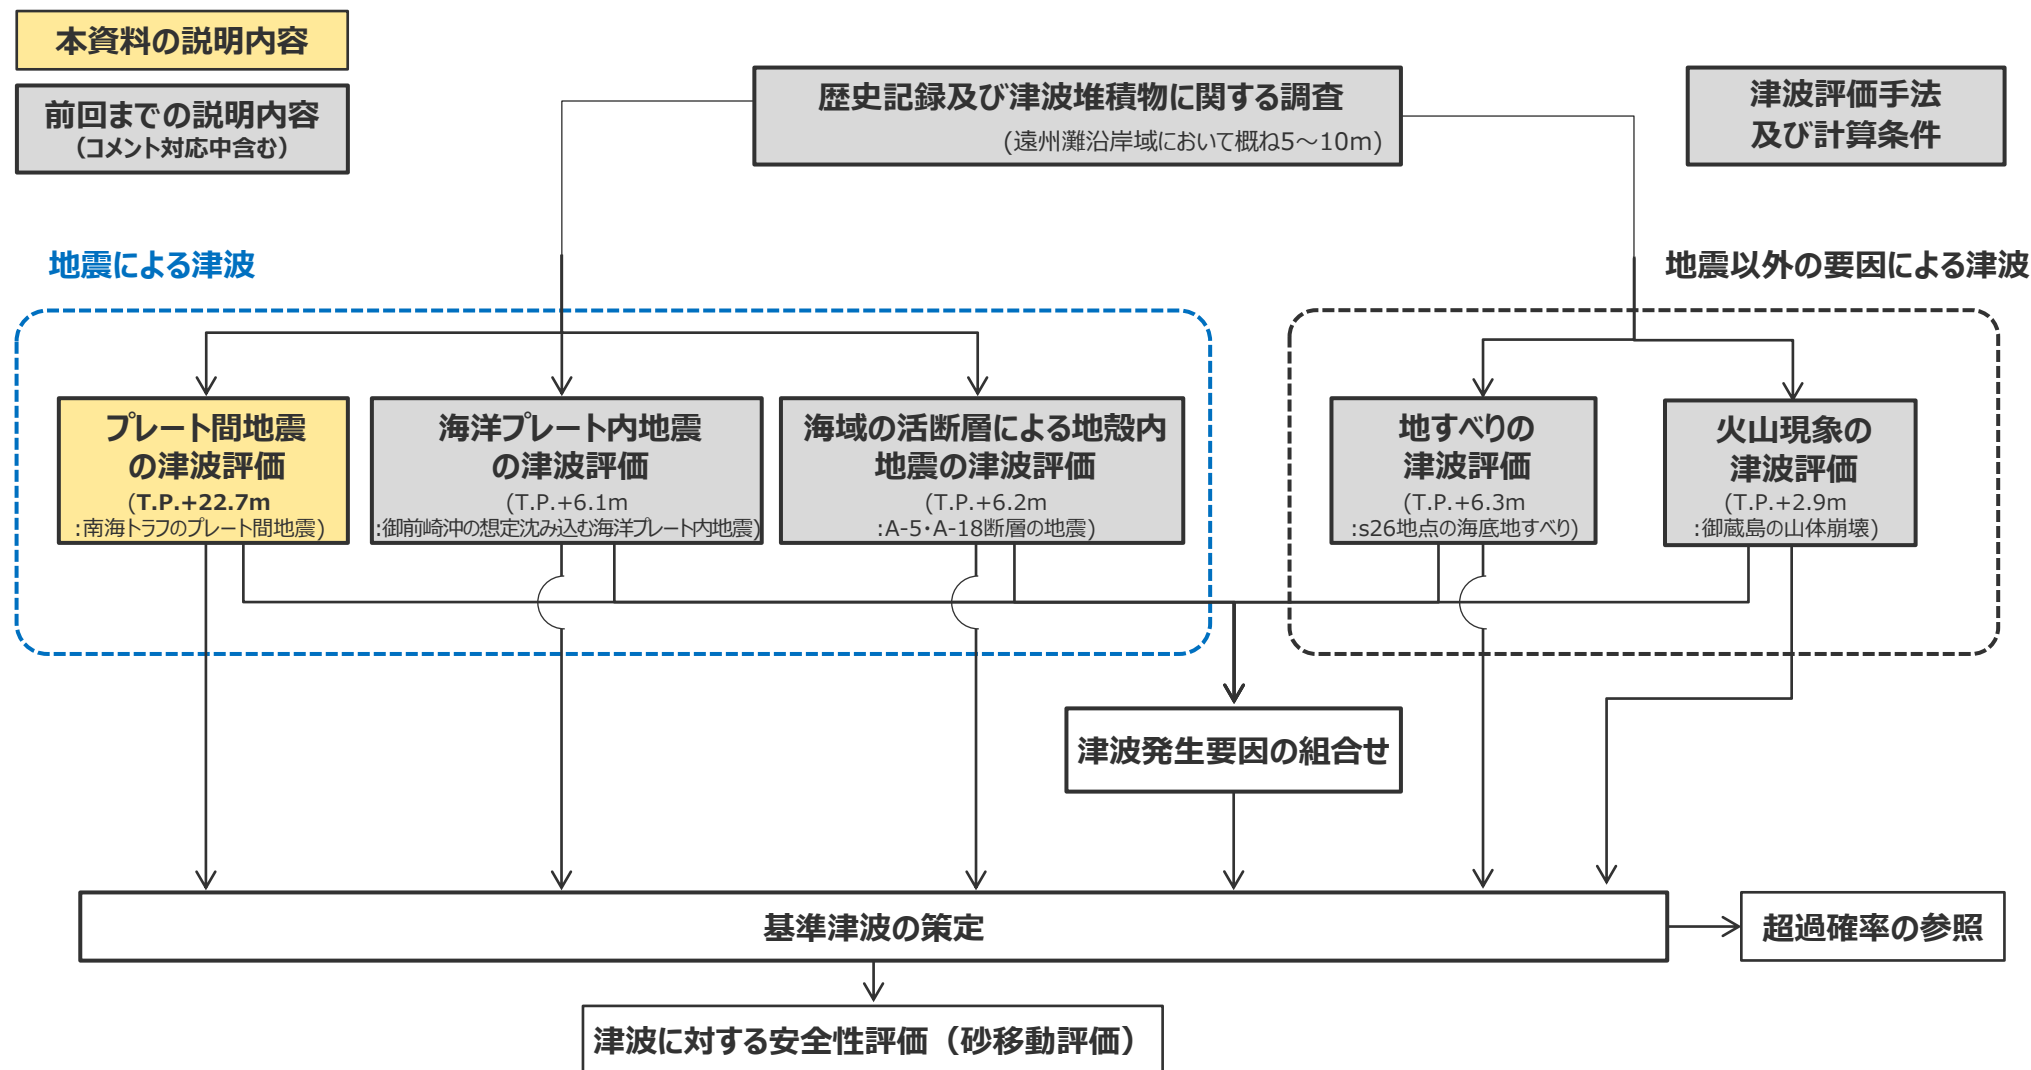 本資料の説明内容
前回までの説明内容
（コメント対応中含む）
歴史記録及び津波堆積物に関する調査
(遠州灘沿岸域において概ね5～10m)
津波評価手法
及び計算条件
地震による津波
地震以外の要因による津波
プレート間地震
の津波評価
(T.P.+22.7m
:南海トラフのプレート間地震)
海洋プレート内地震
の津波評価
(T.P.+6.1m
:御前崎沖の想定沈み込む海洋プレート内地震)
海域の活断層による地殻内
地震の津波評価
(T.P.+6.2m
:A-5・A-18断層の地震)
地すべりの
津波評価
(T.P.+6.3m
:s26地点の海底地すべり)
火山現象の
津波評価
(T.P.+2.9m
:御蔵島の山体崩壊)
津波発生要因の組合せ
基準津波の策定
超過確率の参照
津波に対する安全性評価（砂移動評価）